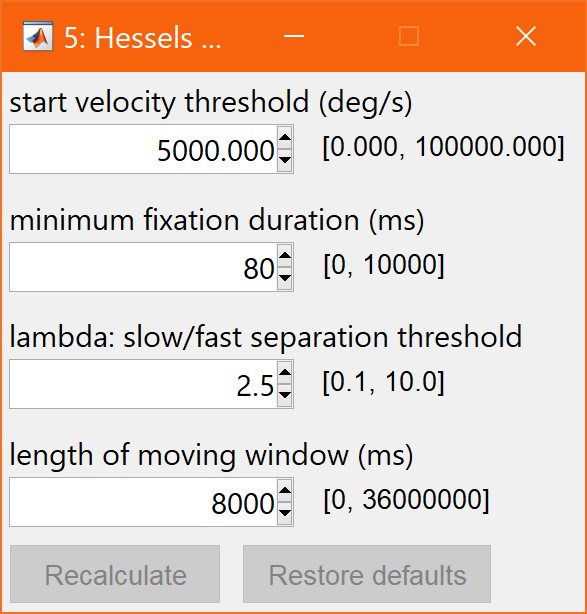 5: Hessels ...
start velocity threshold (deg/s)
5000.000 [0.000, 100000.000]
minimum fixation duration (ms)
80 [0, 10000]
lambda: slow/fast separation threshold
2.5 [0.1, 10.0]
length of moving window (ms)
8000 [0, 36000000]
Recalculate Restore defaults